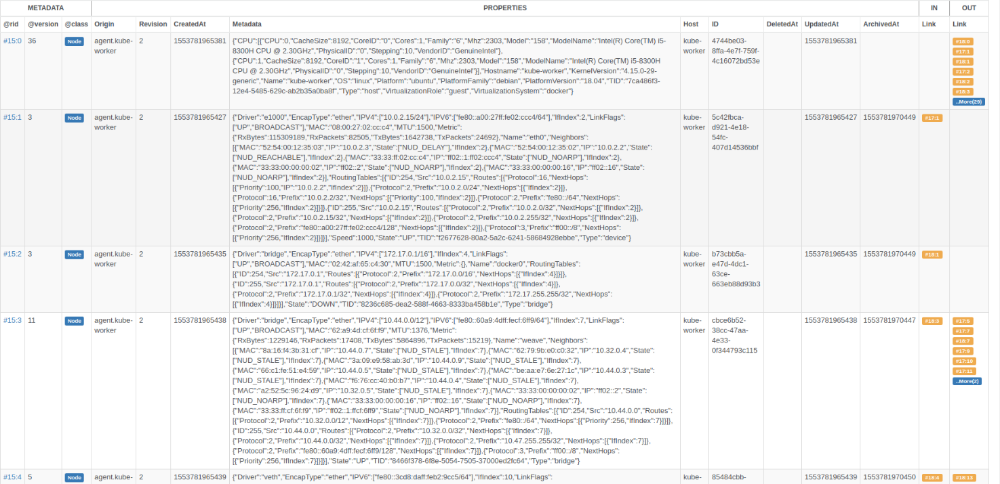 METADATA PROPERTIES IN OUT
@rid @version @class Origin Revision CreatedAt Metadata Host ID DeletedAt UpdatedAt ArchivedAt Link Link
#15:0 36 Node agent.kube-worker 2 1553781965381
{"CPU":[{"CPU":0,"CacheSize":8192,"CoreID":"0","Cores":1,"Family":"6","Mhz":2303,"Model":"158","ModelName":"Intel(R) Core(TM) i5-
8300H CPU @ 2.30GHz","PhysicalID":"0","Stepping":10,"VendorID":"GenuineIntel"},
{"CPU":1,"CacheSize":8192,"CoreID":"1","Cores":1,"Family":"6","Mhz":2303,"Model":"158","ModelName":"Intel(R) Core(TM) i5-8300H
CPU @ 2.30GHz","PhysicalID":"0","Stepping":10,"VendorID":"GenuineIntel"}],"Hostname":"kube-worker","KernelVersion":"4.15.0-29-
generic","Name":"kube-worker","OS":"linux","Platform":"ubuntu","PlatformFamily":"debian","PlatformVersion":"18.04","TID":"7ca486f3-
12e4-5485-629c-ab2b35a0ba8f","Type":"host","VirtualizationRole":"guest","VirtualizationSystem":"docker"}
kube-
worker
4744be03-
8ffa-4e7f-759f-
4c16072bd53e
1553781965381
#18:0
#17:1
#18:1
#17:2
#18:2
#18:3
..More(29)
#15:1 3 Node agent.kube-worker 2 1553781965427
{"Driver":"e1000","EncapType":"ether","IPV4":["10.0.2.15/24"],"IPV6":["fe80::a00:27ff:fe02:ccc4/64"],"IfIndex":2,"LinkFlags":
["UP","BROADCAST"],"MAC":"08:00:27:02:cc:c4","MTU":1500,"Metric":
{"RxBytes":115309189,"RxPackets":82505,"TxBytes":1642738,"TxPackets":24692},"Name":"eth0","Neighbors":
[{"MAC":"52:54:00:12:35:03","IP":"10.0.2.3","State":["NUD_DELAY"],"IfIndex":2},{"MAC":"52:54:00:12:35:02","IP":"10.0.2.2","State":
["NUD_REACHABLE"],"IfIndex":2},{"MAC":"33:33:ff:02:cc:c4","IP":"ff02::1:ff02:ccc4","State":["NUD_NOARP"],"IfIndex":2},
{"MAC":"33:33:00:00:00:02","IP":"ff02::2","State":["NUD_NOARP"],"IfIndex":2},{"MAC":"33:33:00:00:00:16","IP":"ff02::16","State":
["NUD_NOARP"],"IfIndex":2}],"RoutingTables":[{"ID":254,"Src":"10.0.2.15","Routes":[{"Protocol":16,"NextHops":
[{"Priority":100,"IP":"10.0.2.2","IfIndex":2}]},{"Protocol":2,"Prefix":"10.0.2.0/24","NextHops":[{"IfIndex":2}]},
{"Protocol":16,"Prefix":"10.0.2.2/32","NextHops":[{"Priority":100,"IfIndex":2}]},{"Protocol":2,"Prefix":"fe80::/64","NextHops":
[{"Priority":256,"IfIndex":2}]}]},{"ID":255,"Src":"10.0.2.15","Routes":[{"Protocol":2,"Prefix":"10.0.2.0/32","NextHops":[{"IfIndex":2}]},
{"Protocol":2,"Prefix":"10.0.2.15/32","NextHops":[{"IfIndex":2}]},{"Protocol":2,"Prefix":"10.0.2.255/32","NextHops":[{"IfIndex":2}]},
{"Protocol":2,"Prefix":"fe80::a00:27ff:fe02:ccc4/128","NextHops":[{"IfIndex":2}]},{"Protocol":3,"Prefix":"ff00::/8","NextHops":
[{"Priority":256,"IfIndex":2}]}]}],"Speed":1000,"State":"UP","TID":"f2677628-80a2-5a2c-6241-58684928ebbe","Type":"device"}
kube-
worker
5c42fbca-
d921-4e18-
54fc-
407d14536bbf
1553781965427 1553781970449 #17:1
#15:2 3 Node agent.kube-worker 2 1553781965435
{"Driver":"bridge","EncapType":"ether","IPV4":["172.17.0.1/16"],"IfIndex":4,"LinkFlags":
["UP","BROADCAST"],"MAC":"02:42:af:65:c4:30","MTU":1500,"Metric":{},"Name":"docker0","RoutingTables":
[{"ID":254,"Src":"172.17.0.1","Routes":[{"Protocol":2,"Prefix":"172.17.0.0/16","NextHops":[{"IfIndex":4}]}]},
{"ID":255,"Src":"172.17.0.1","Routes":[{"Protocol":2,"Prefix":"172.17.0.0/32","NextHops":[{"IfIndex":4}]},
{"Protocol":2,"Prefix":"172.17.0.1/32","NextHops":[{"IfIndex":4}]},{"Protocol":2,"Prefix":"172.17.255.255/32","NextHops":
[{"IfIndex":4}]}]}],"State":"DOWN","TID":"8236c685-dea2-588f-4663-8333ba458b1e","Type":"bridge"}
kube-
worker
b73cbb5a-
e47d-4dc1-
63ce-
663eb88d93b3
1553781965435 1553781970449 #18:1
#15:3 11 Node agent.kube-worker 2 1553781965438
{"Driver":"bridge","EncapType":"ether","IPV4":["10.44.0.0/12"],"IPV6":["fe80::60a9:4dff:fecf:6ff9/64"],"IfIndex":7,"LinkFlags":
["UP","BROADCAST"],"MAC":"62:a9:4d:cf:6f:f9","MTU":1376,"Metric":
{"RxBytes":1229146,"RxPackets":17408,"TxBytes":5864896,"TxPackets":15219},"Name":"weave","Neighbors":
[{"MAC":"8a:16:f4:3b:31:cf","IP":"10.44.0.7","State":["NUD_STALE"],"IfIndex":7},{"MAC":"62:79:9b:e0:c0:32","IP":"10.32.0.4","State":
["NUD_STALE"],"IfIndex":7},{"MAC":"3a:09:e9:58:ab:3d","IP":"10.44.0.9","State":["NUD_STALE"],"IfIndex":7},
{"MAC":"66:c1:fe:51:e4:59","IP":"10.44.0.5","State":["NUD_STALE"],"IfIndex":7},{"MAC":"be:aa:e7:6e:27:1c","IP":"10.44.0.3","State":
["NUD_STALE"],"IfIndex":7},{"MAC":"f6:76:cc:40:b0:b7","IP":"10.44.0.4","State":["NUD_STALE"],"IfIndex":7},
{"MAC":"a2:52:5c:96:24:d9","IP":"10.32.0.5","State":["NUD_STALE"],"IfIndex":7},{"MAC":"33:33:00:00:00:02","IP":"ff02::2","State":
["NUD_NOARP"],"IfIndex":7},{"MAC":"33:33:00:00:00:16","IP":"ff02::16","State":["NUD_NOARP"],"IfIndex":7},
{"MAC":"33:33:ff:cf:6f:f9","IP":"ff02::1:ffcf:6ff9","State":["NUD_NOARP"],"IfIndex":7}],"RoutingTables":[{"ID":254,"Src":"10.44.0.0","Routes":
[{"Protocol":2,"Prefix":"10.32.0.0/12","NextHops":[{"IfIndex":7}]},{"Protocol":2,"Prefix":"fe80::/64","NextHops":[{"Priority":256,"IfIndex":7}]}]},
{"ID":255,"Src":"10.44.0.0","Routes":[{"Protocol":2,"Prefix":"10.32.0.0/32","NextHops":[{"IfIndex":7}]},
{"Protocol":2,"Prefix":"10.44.0.0/32","NextHops":[{"IfIndex":7}]},{"Protocol":2,"Prefix":"10.47.255.255/32","NextHops":[{"IfIndex":7}]},
{"Protocol":2,"Prefix":"fe80::60a9:4dff:fecf:6ff9/128","NextHops":[{"IfIndex":7}]},{"Protocol":3,"Prefix":"ff00::/8","NextHops":
[{"Priority":256,"IfIndex":7}]}]}],"State":"UP","TID":"8466f378-6f8e-5054-7505-37000ed2fc64","Type":"bridge"}
kube-
worker
cbce6b52-
38cc-47aa-
4e33-
0f344793c115
1553781965438 1553781970447 #18:3
#17:5
#17:7
#18:7
#17:9
#17:10
#17:11
..More(2)
#15:4 5 Node agent.kube- 2 1553781965439 {"Driver":"veth","EncapType":"ether","IPV6":["fe80::3cd8:daff:feb2:9cc5/64"],"IfIndex":10,"LinkFlags": kube- 85484cbb- 1553781965439 1553781970450 #18:4 #18:13